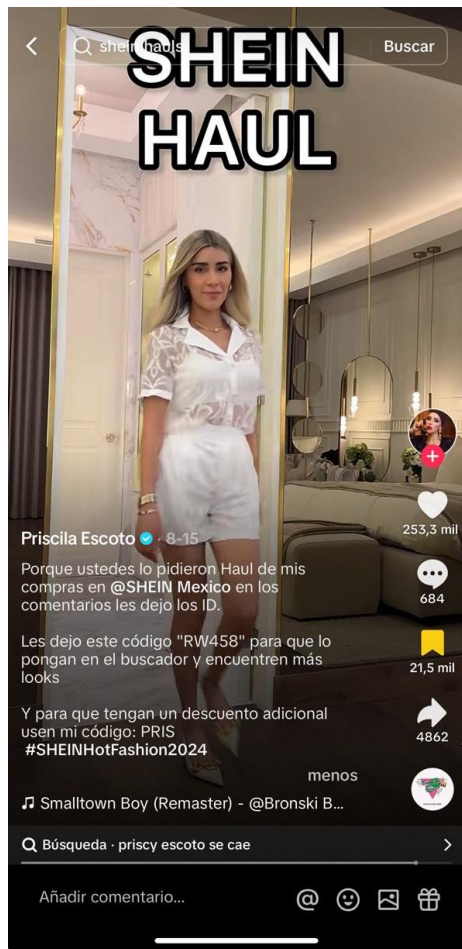 shein hauls
Buscar
SHEIN
HAUL
253,3 mil
684
21,5 mil
4862
Priscila Escoto · 8-15
Porque ustedes lo pidieron Haul de mis
compras en @SHEIN Mexico en los
comentarios les dejo los ID.
Les dejo este código "RW458" para que lo
pongan en el buscador y encuentren más
looks
Y para que tengan un descuento adicional
usen mi código: PRIS
#SHEINHotFashion2024
menos
Smalltown Boy (Remaster) - @Bronski B...
Búsqueda · priscy escoto se cae
Añadir comentario...